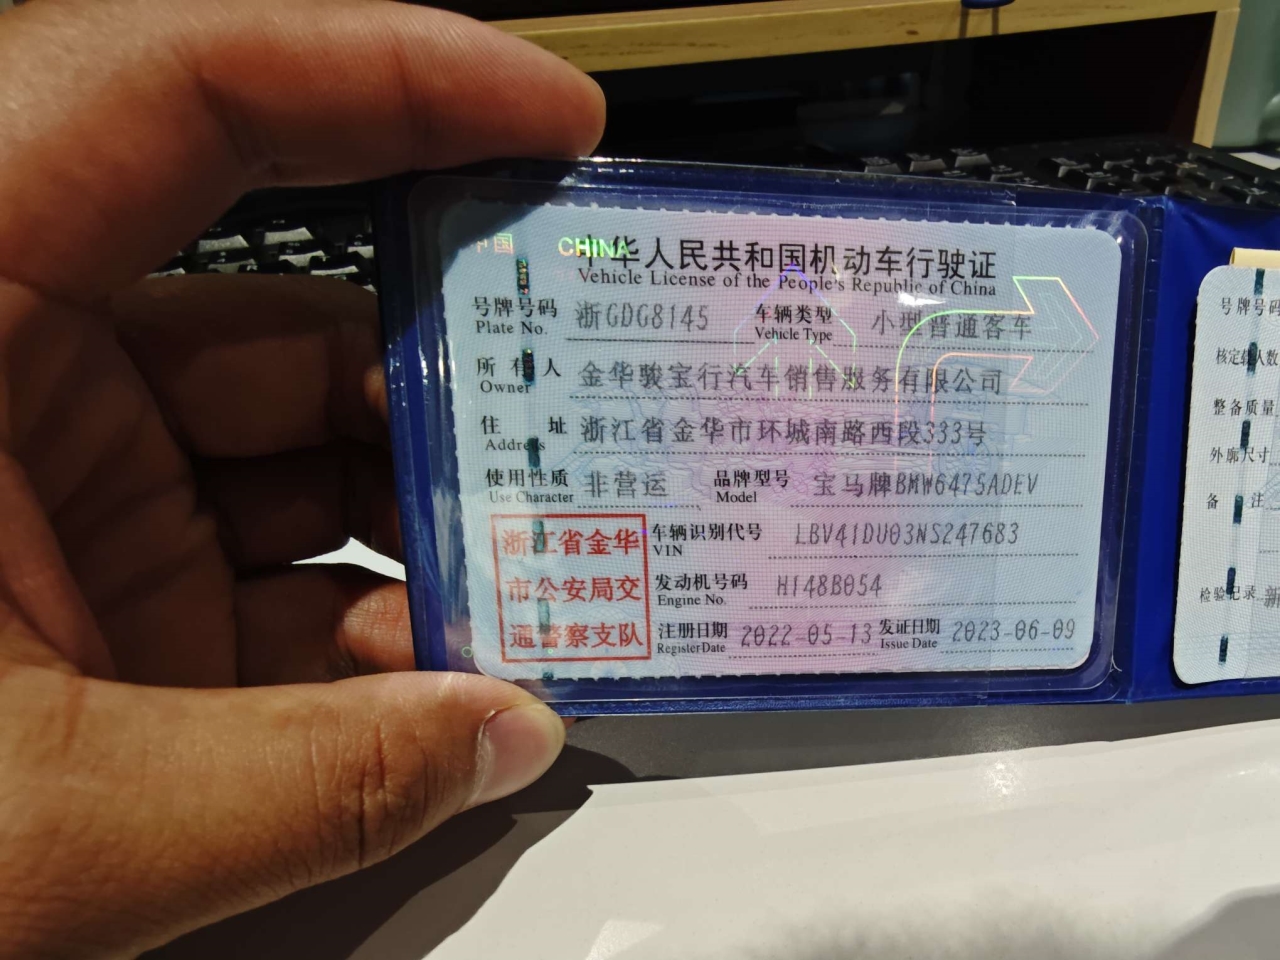 中国 CHINA
中华人民共和国机动车行驶证
Vehicle License of the People's Republic of China
号牌号码 浙GDG8145 车辆类型 小型普通客车
Plate No. Vehicle Type
所有人 金华骏宝行汽车销售服务有限公司
Owner
住址 浙江省金华市环城南路西段333号
Address
使用性质 非营运 品牌型号 宝马牌BMW6475ADEV
Use Character Model
浙江省金华
市公安局交
通警察支队
车辆识别代号 LBV41DU03NS247683
VIN
发动机号码 H148B054
Engine No.
注册日期 2022-05-13 发证日期 2023-06-09
Register Date Issue Date
号牌号码
核定载人数
整备质量
外廓尺寸
备注
检验记录